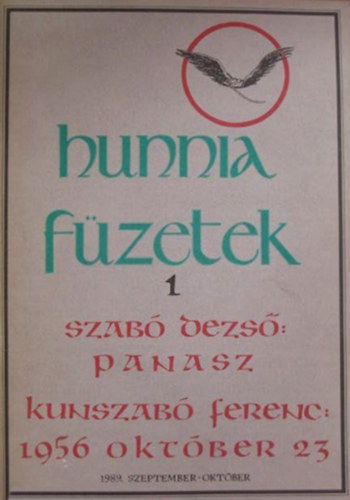 hunnia
füzetek
1
szabó dezső:
panasz
kunszabó ferenc:
1956 október 23
1989. SZEPTEMBER-OKTÓBER